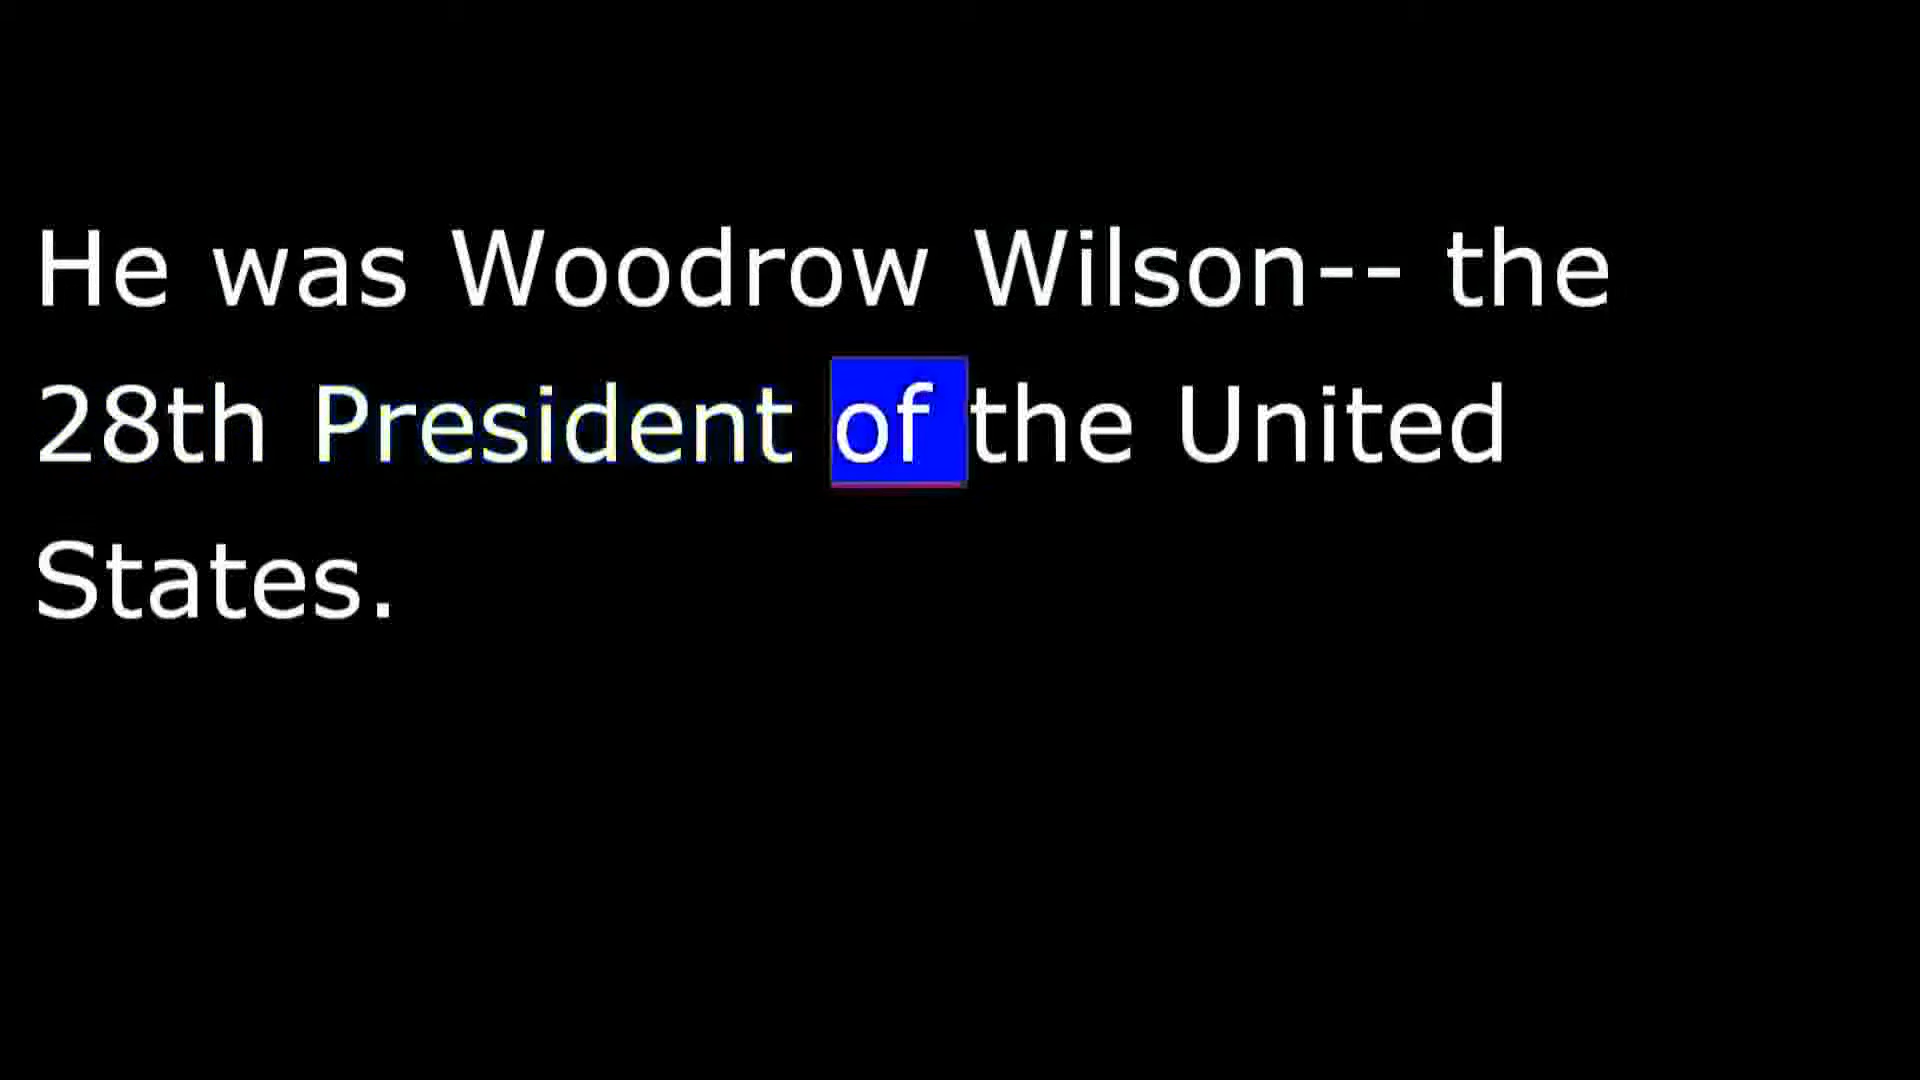 He was Woodrow Wilson-- the
28th President of the United
States.